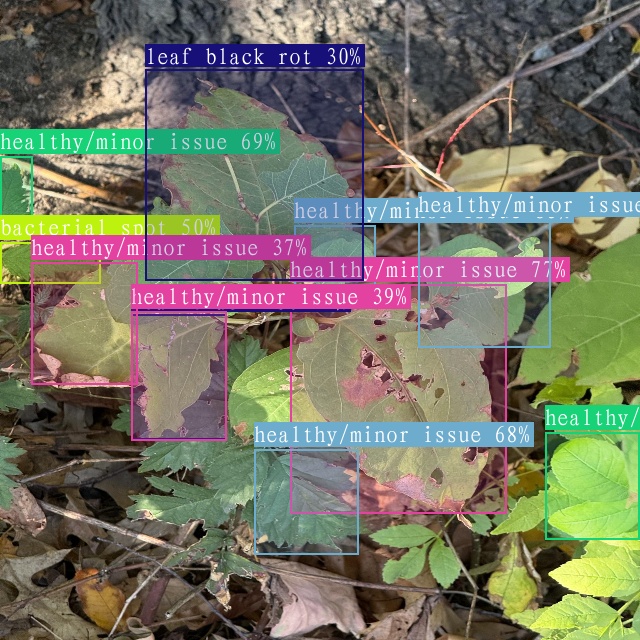 leaf black rot 30%
healthy/minor issue 69%
healthy/minor issue
bacterial spot 50%
healthy/minor issue 37%
healthy/minor issue 77%
healthy/minor issue 39%
healthy/
healthy/minor issue 68%